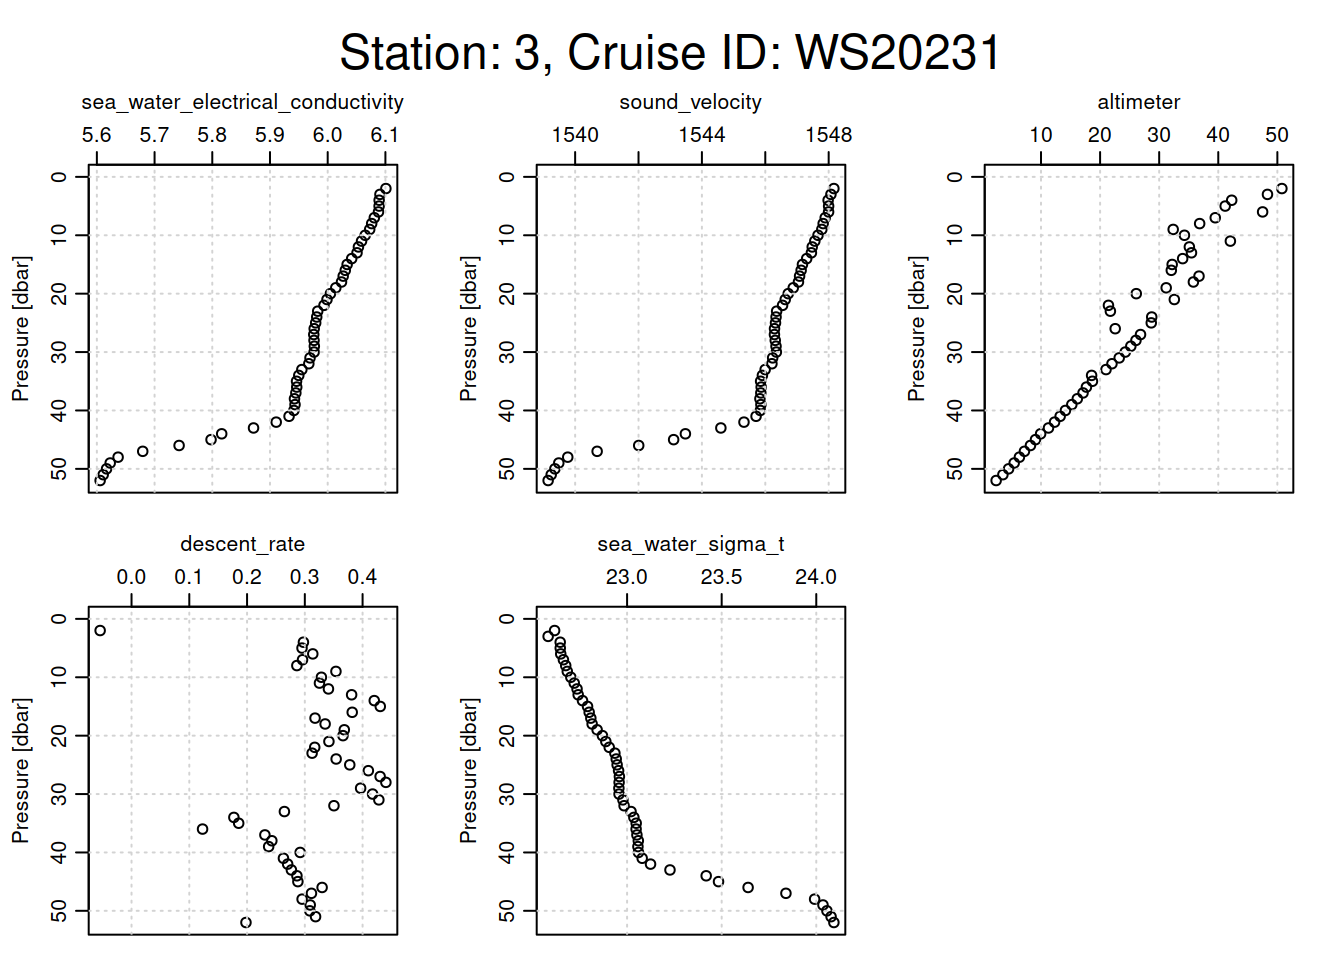 Station: 3, Cruise ID: WS20231
sea_water_electrical_conductivity
5.6 5.7 5.8 5.9 6.0 6.1
Pressure [dbar]
0 10 20 30 40 50
sound_velocity
1540 1544 1548
Pressure [dbar]
0 10 20 30 40 50
altimeter
10 20 30 40 50
Pressure [dbar]
0 10 20 30 40 50
descent_rate
0.0 0.1 0.2 0.3 0.4
Pressure [dbar]
0 10 20 30 40 50
sea_water_sigma_t
23.0 23.5 24.0
Pressure [dbar]
0 10 20 30 40 50